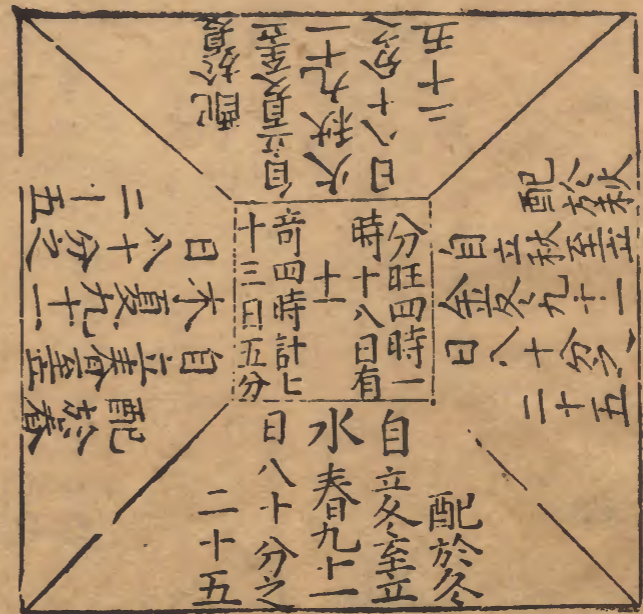 配於夏
自立夏至立
火秋九十一
日八十分之
二十五
配於秋
自立秋至立
金冬九十一
日八十分之
二十五
分旺四時一
時十八日有
土
奇四時計七
十三日五分
配於春
自立春至立
木夏九十一
日八十分之
二十五
配於冬
自立冬至立
水春九十一
日八十分之
二十五